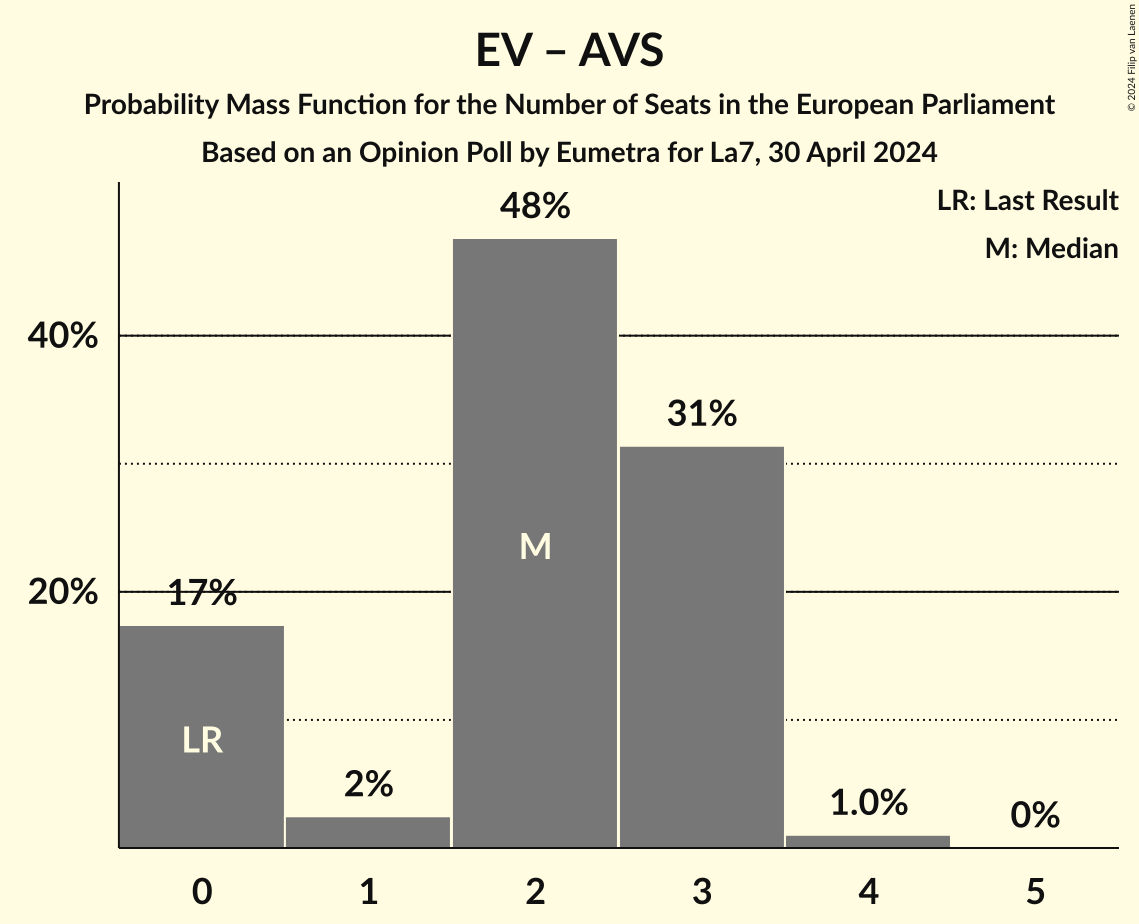 EV – AVS
Probability Mass Function for the Number of Seats in the European Parliament
Based on an Opinion Poll by Eumetra for La7, 30 April 2024
© 2024 Filip van Laenen
LR: Last Result
M: Median
48%
40%
31%
M
20%
17%
LR
2%
1.0%
0%
0 1 2 3 4 5